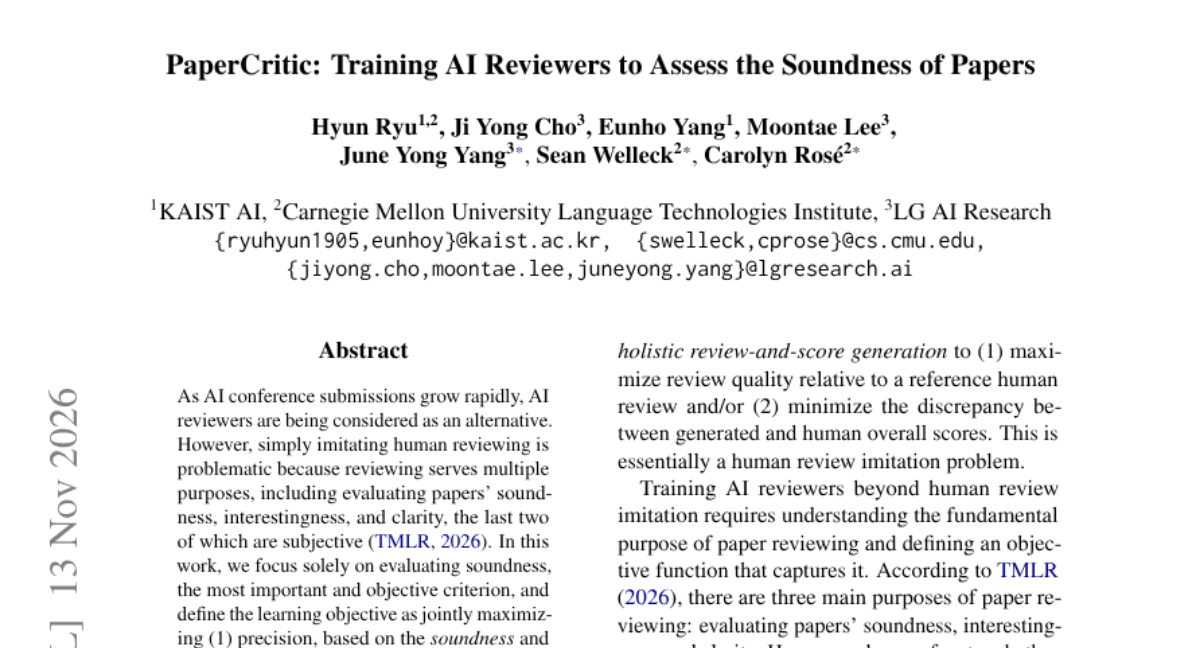 PaperCritic: Training AI Reviewers to Assess the Soundness of Papers
Hyun Ryu1,2, Ji Yong Cho3, Eunho Yang1, Moontae Lee3,
June Yong Yang3*, Sean Welleck2*, Carolyn Rosé2*
1KAIST AI, 2Carnegie Mellon University Language Technologies Institute, 3LG AI Research
{ryuhyun1905,eunhoy}@kaist.ac.kr, {swelleck,cprose}@cs.cmu.edu,
{jiyong.cho,moontae.lee,juneyong.yang}@lgresearch.ai
Abstract
As AI conference submissions grow rapidly, AI
reviewers are being considered as an alternative.
However, simply imitating human reviewing is
problematic because reviewing serves multiple
purposes, including evaluating papers' sound-
ness, interestingness, and clarity, the last two
of which are subjective (TMLR, 2026). In this
work, we focus solely on evaluating soundness,
the most important and objective criterion, and
define the learning objective as jointly maximiz-
ing (1) precision, based on the soundness and
holistic review-and-score generation to (1) maxi-
mize review quality relative to a reference human
review and/or (2) minimize the discrepancy be-
tween generated and human overall scores. This is
essentially a human review imitation problem.
Training AI reviewers beyond human review
imitation requires understanding the fundamental
purpose of paper reviewing and defining an objec-
tive function that captures it. According to TMLR
(2026), there are three main purposes of paper re-
viewing: evaluating papers' soundness, interesting-
] 13 Nov 2026